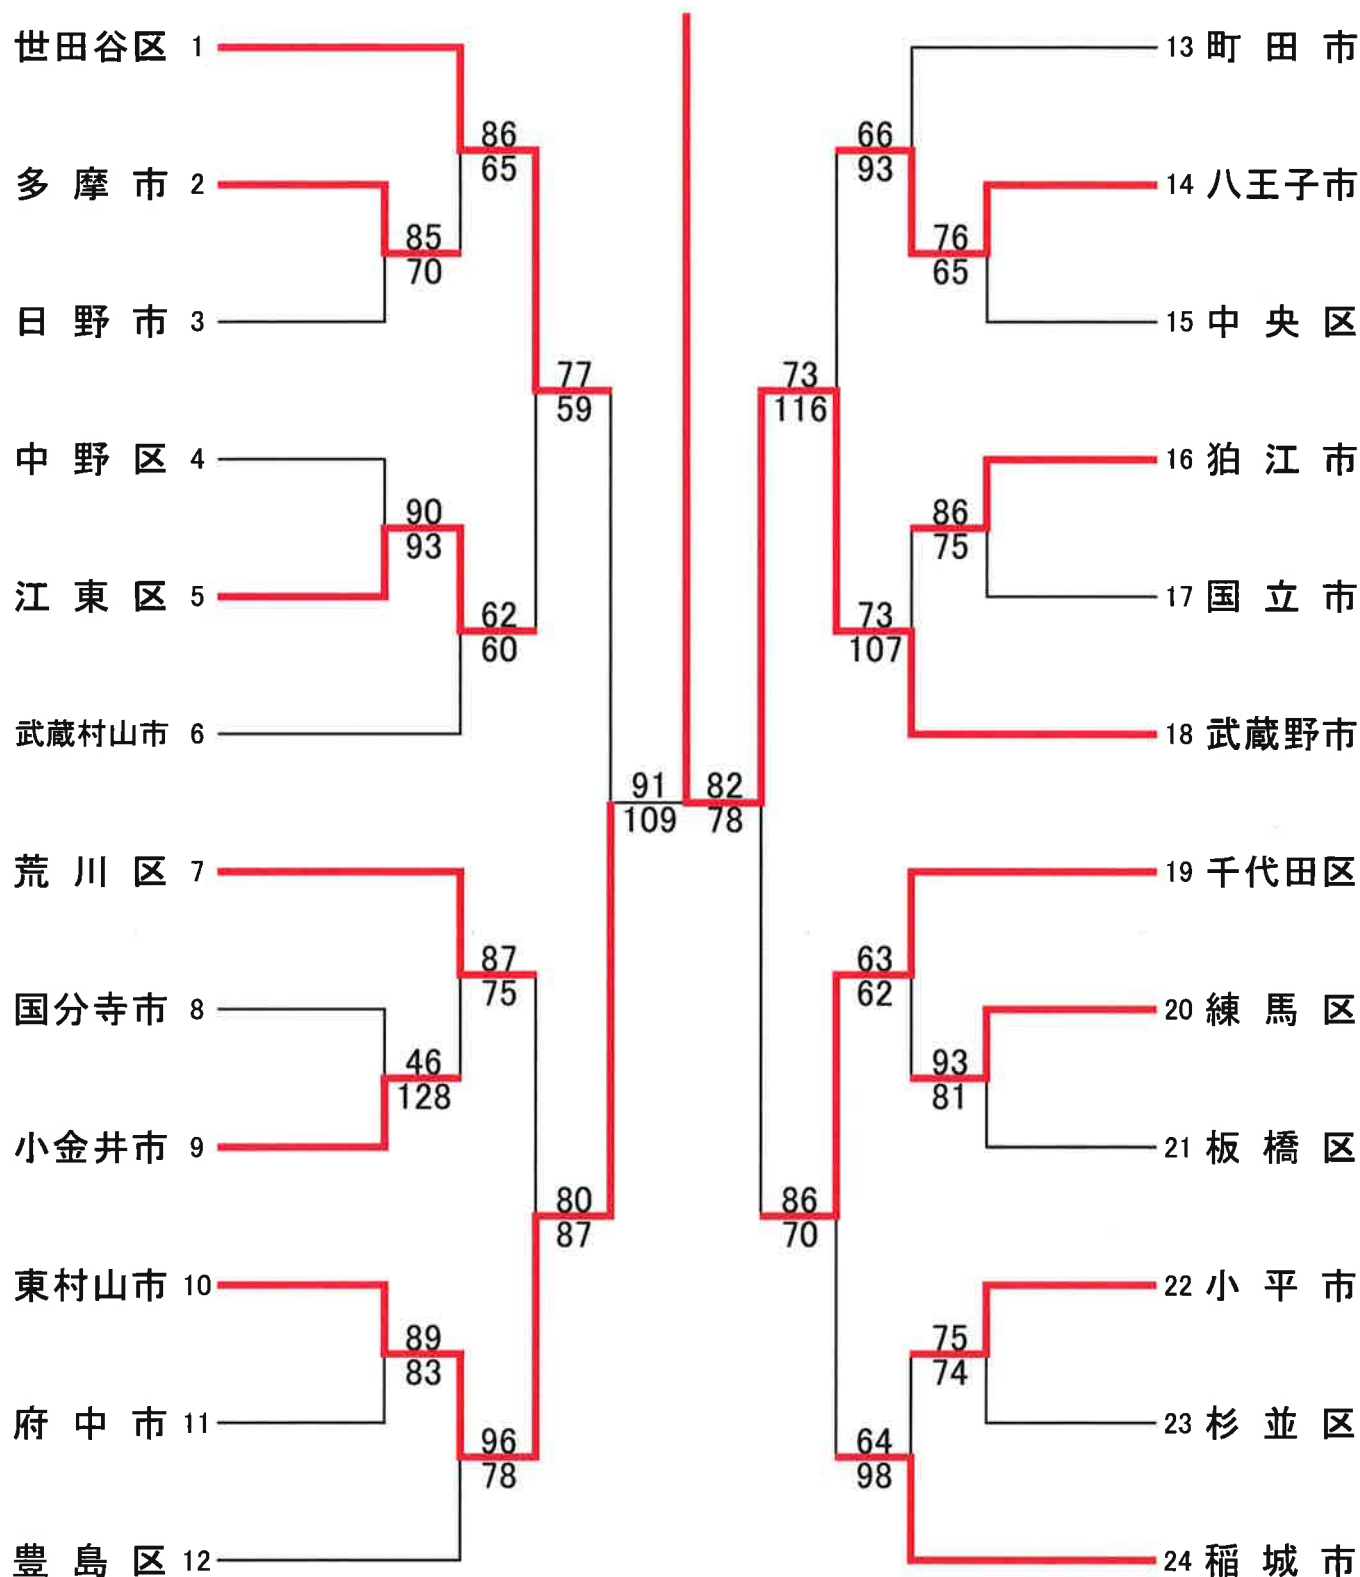 世田谷区 1
多摩市 2
日野市 3
中野区 4
江東区 5
武蔵村山市 6
荒川区 7
国分寺市 8
小金井市 9
東村山市 10
府中市 11
豊島区 12
86
65
85
70
77
59
90
93
62
60
91
109
87
75
46
128
80
87
89
83
96
78
82
78
66
93
76
65
73
116
86
75
73
107
63
62
93
81
86
70
75
74
64
98
13 町田市
14 八王子市
15 中央区
16 狛江市
17 国立市
18 武蔵野市
19 千代田区
20 練馬区
21 板橋区
22 小平市
23 杉並区
24 稲城市